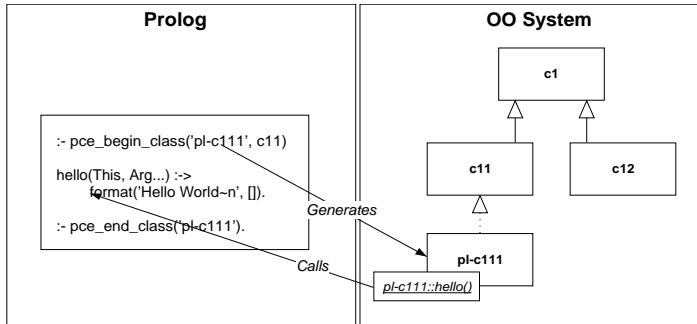 Prolog
:- pce_begin_class('pl-c111', c11)
hello(This, Arg...) :->
format('Hello World~n', []).
:- pce_end_class('pl-c111').
Generates
Calls
OO System
c1
c11
c12
pl-c111
pl-c111::hello()